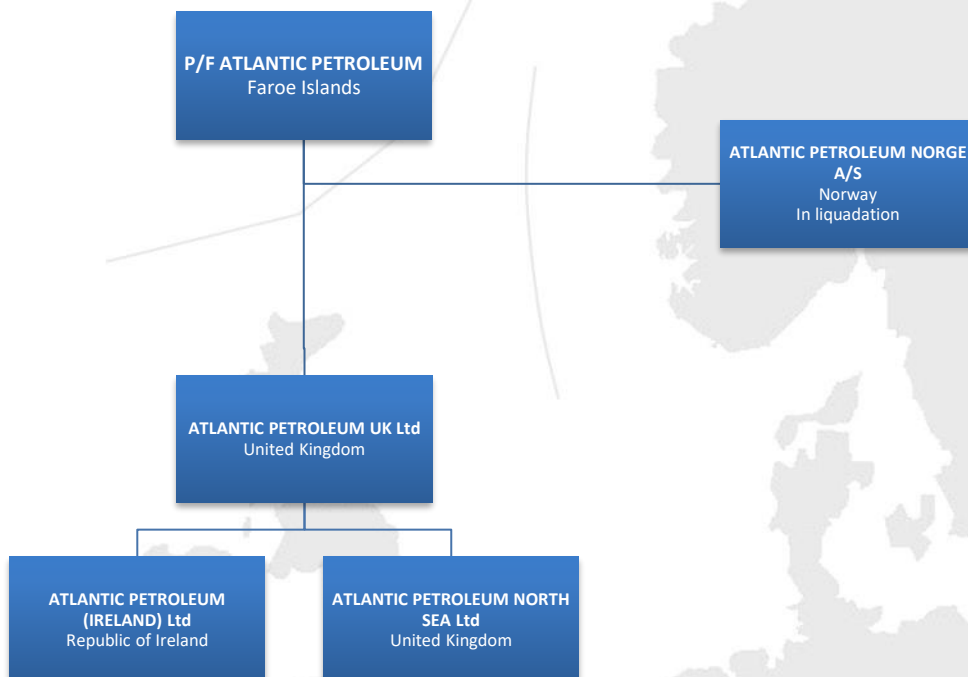 P/F ATLANTIC PETROLEUM
Faroe Islands
ATLANTIC PETROLEUM NORGE
A/S
Norway
In liquadation
ATLANTIC PETROLEUM UK Ltd
United Kingdom
ATLANTIC PETROLEUM
(IRELAND) Ltd
Republic of Ireland
ATLANTIC PETROLEUM NORTH
SEA Ltd
United Kingdom